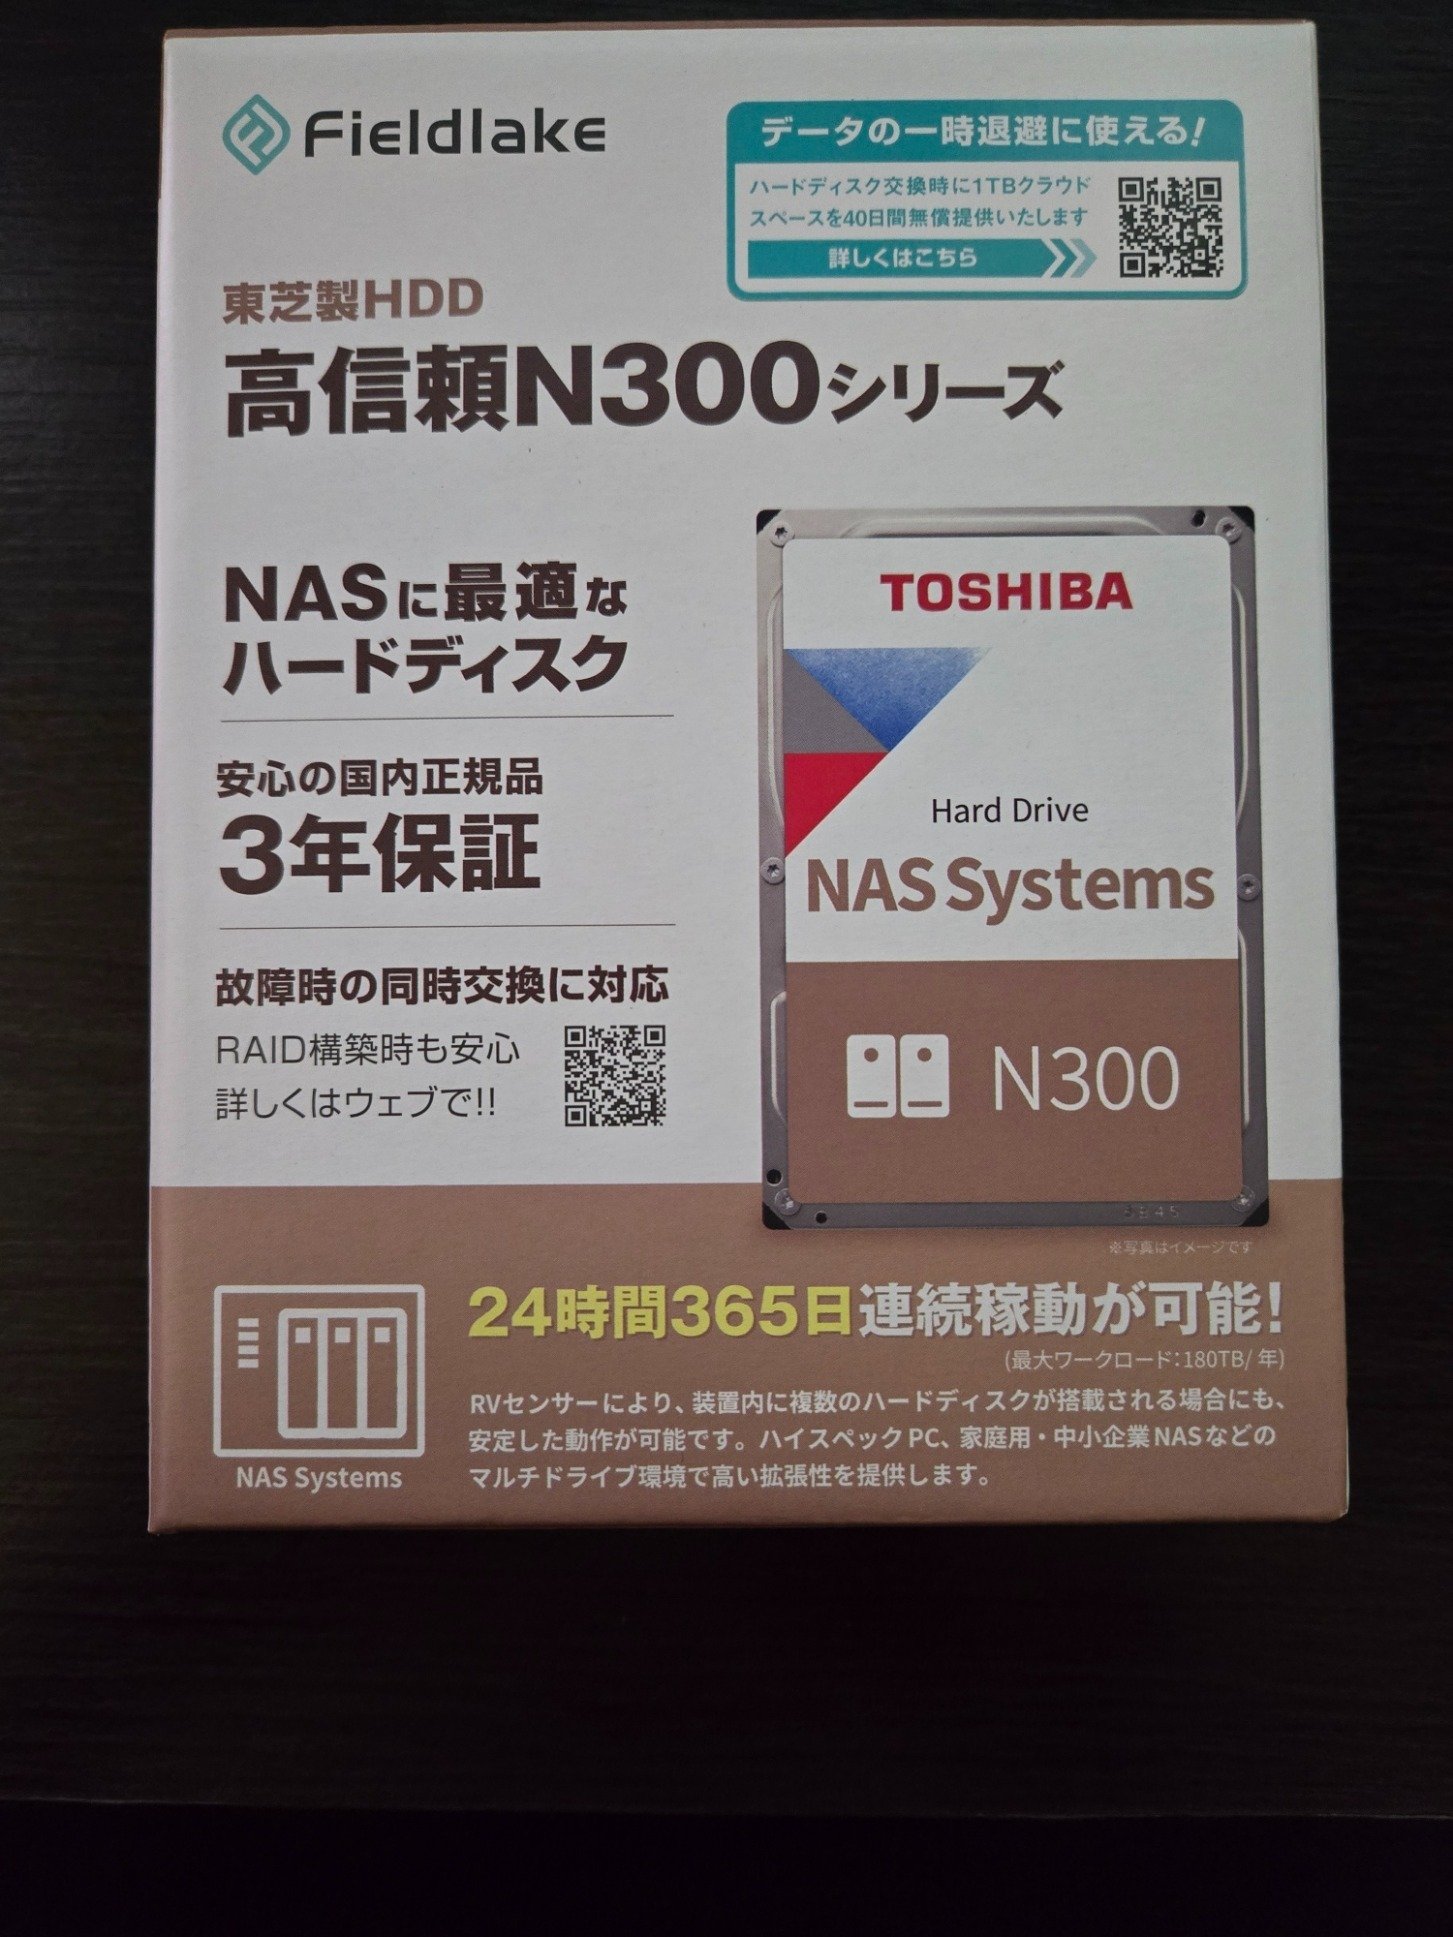 Fieldlake
データの一時退避に使える!
ハードディスク交換時に1TBクラウド
スペースを40日間無償提供いたします
詳しくはこちら
東芝製HDD
高信頼N300シリーズ
NASに最適な
ハードディスク
安心の国内正規品
3年保証
故障時の同時交換に対応
RAID構築時も安心
詳しくはウェブで!!
TOSHIBA
Hard Drive
NAS Systems
N300
※写真はイメージです
NAS Systems
24時間365日連続稼動が可能!
(最大ワークロード:180TB/年)
RVセンサーにより、装置内に複数のハードディスクが搭載される場合にも、
安定した動作が可能です。ハイスペックPC、家庭用・中小企業NASなどの
マルチドライブ環境で高い拡張性を提供します。